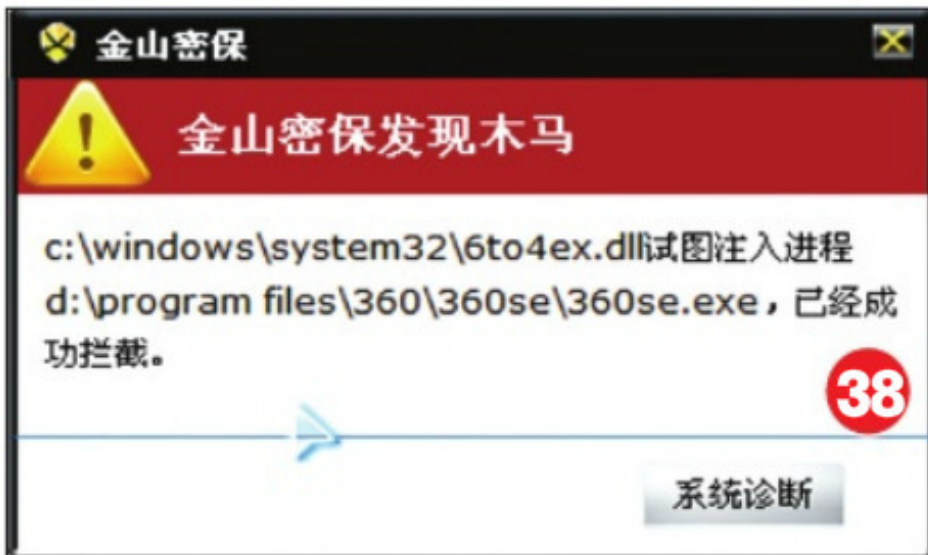 金山密保
金山密保发现木马
c:\windows\system32\6to4ex.dll试图注入进程
d:\program files\360\360se\360se.exe，已经成
功拦截。
38
系统诊断